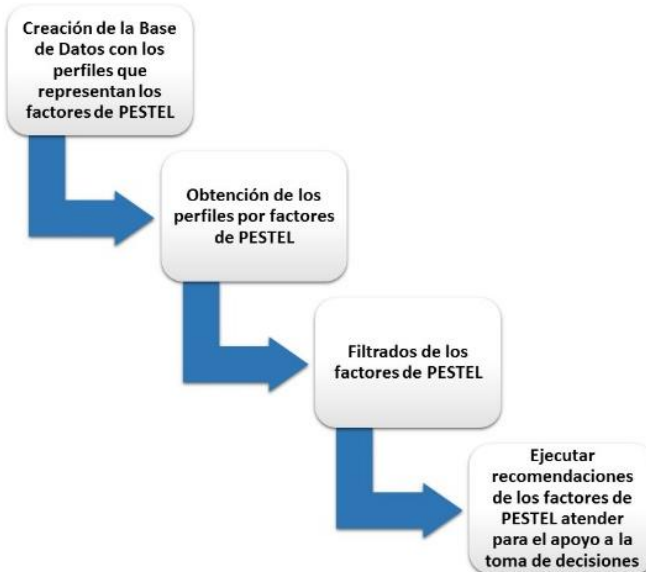 Creación de la Base
de Datos con los
perfiles que
representan los
factores de PESTEL
Obtención de los
perfiles por factores
de PESTEL
Filtrados de los
factores de PESTEL
Ejecutar
recomendaciones
de los factores de
PESTEL atender
para el apoyo a la
toma de decisiones